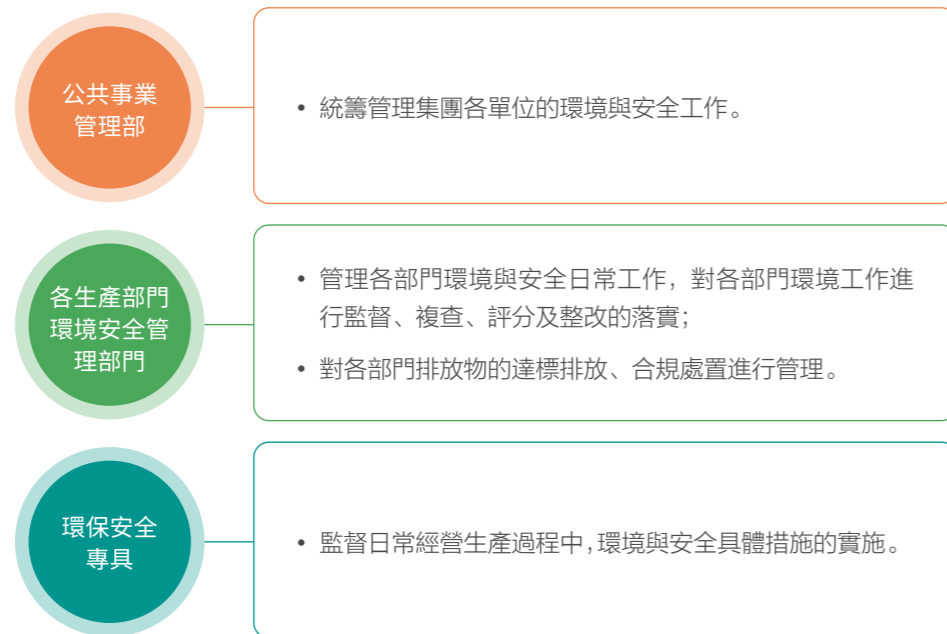 公共事業
管理部
• 統籌管理集團各單位的環境與安全工作。
各生產部門
環境安全管
理部門
• 管理各部門環境與安全日常工作，對各部門環境工作進
行監督、複查、評分及整改的落實；
• 對各部門排放物的達標排放、合規處置進行管理。
環保安全
專具
• 監督日常經營生產過程中，環境與安全具體措施的實施。